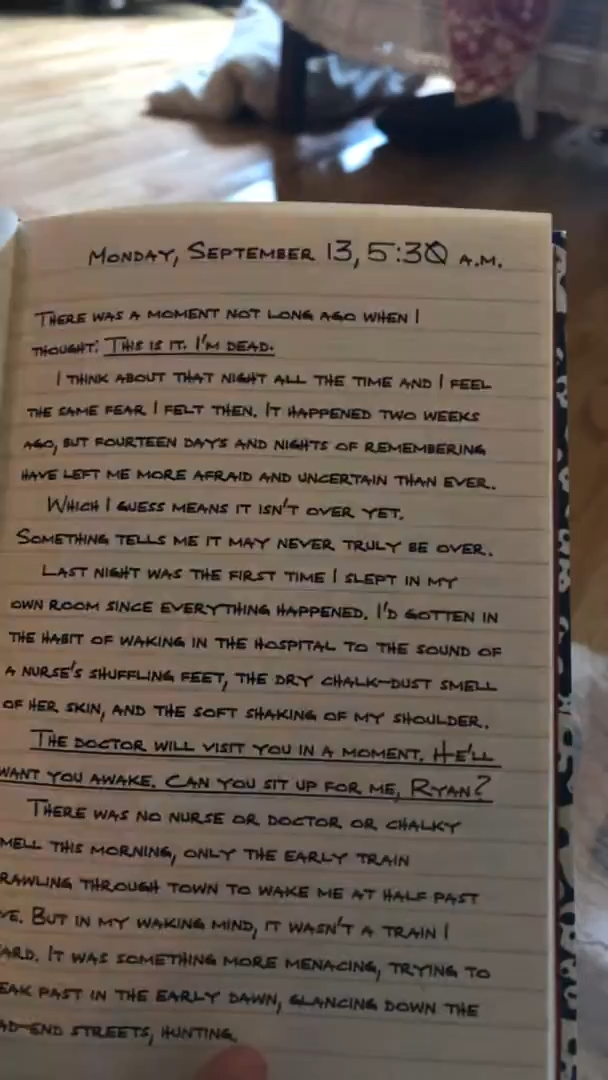 MONDAY, SEPTEMBER 13, 5:30 A.M.
THERE WAS A MOMENT NOT LONG AGO WHEN I
THOUGHT: THIS IS IT. I'M DEAD.
I THINK ABOUT THAT NIGHT ALL THE TIME AND I FEEL
THE SAME FEAR I FELT THEN. IT HAPPENED TWO WEEKS
AGO, BUT FOURTEEN DAYS AND NIGHTS OF REMEMBERING
HAVE LEFT ME MORE AFRAID AND UNCERTAIN THAN EVER.
WHICH I GUESS MEANS IT ISN'T OVER YET.
SOMETHING TELLS ME IT MAY NEVER TRULY BE OVER.
LAST NIGHT WAS THE FIRST TIME I SLEPT IN MY
OWN ROOM SINCE EVERYTHING HAPPENED. I'D GOTTEN IN
THE HABIT OF WAKING IN THE HOSPITAL TO THE SOUND OF
A NURSE'S SHUFFLING FEET, THE DRY CHALK-DUST SMELL
OF HER SKIN, AND THE SOFT SHAKING OF MY SHOULDER.
THE DOCTOR WILL VISIT YOU IN A MOMENT. HE'LL
WANT YOU AWAKE. CAN YOU SIT UP FOR ME, RYAN?
THERE WAS NO NURSE OR DOCTOR OR CHALKY
MELL THIS MORNING, ONLY THE EARLY TRAIN
RAWLING THROUGH TOWN TO WAKE ME AT HALF PAST
VE. BUT IN MY WAKING MIND, IT WASN'T A TRAIN I
EARD. IT WAS SOMETHING MORE MENACING, TRYING TO
EAK PAST IN THE EARLY DAWN, GLANCING DOWN THE
AD-END STREETS, HUNTING.